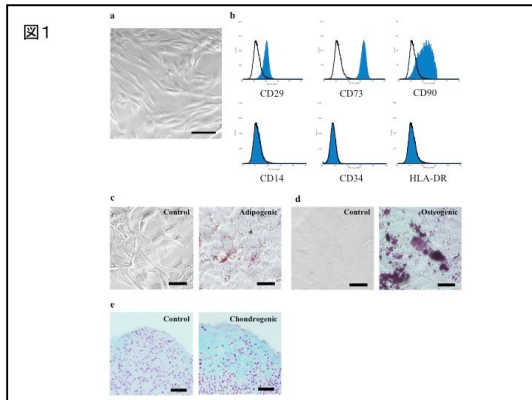 図1
a
b
CD29 CD73 CD90
CD14 CD34 HLA-DR
c
d
Control Adipogenic Control Osteogenic
e
Control Chondrogenic